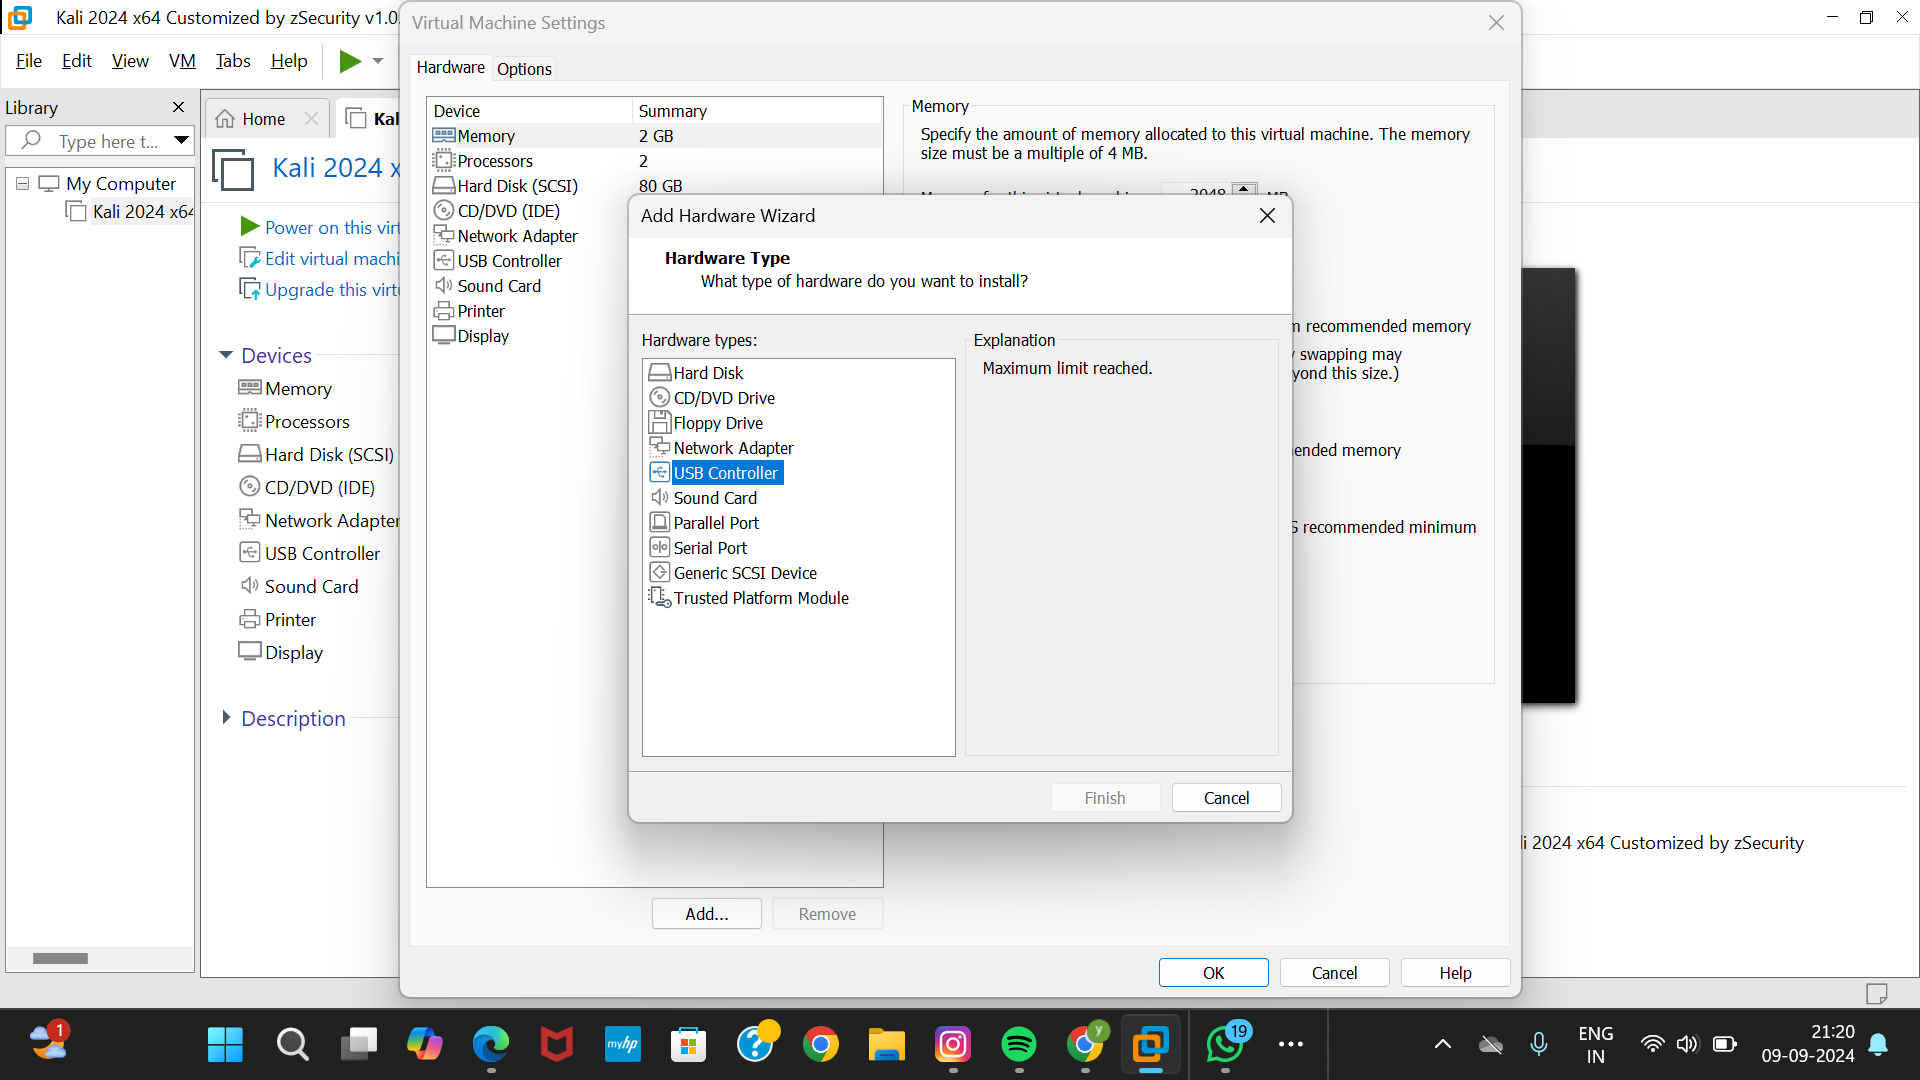 Kali 2024 x64 Customized by zSecurity v1.0.
File Edit View VM Tabs Help
Library
Type here t...
My Computer
Kali 2024 x64
Home
Kal
Kali 2024 x
Power on this virt
Edit virtual machi
Upgrade this virtu
Devices
Memory
Processors
Hard Disk (SCSI)
CD/DVD (IDE)
Network Adapter
USB Controller
Sound Card
Printer
Display
Description
Virtual Machine Settings
Hardware Options
Device Summary
Memory 2 GB
Processors 2
Hard Disk (SCSI) 80 GB
CD/DVD (IDE)
Network Adapter
USB Controller
Sound Card
Printer
Display
Memory
Specify the amount of memory allocated to this virtual machine. The memory
size must be a multiple of 4 MB.
2048
m recommended memory
y swapping may
yond this size.)
ended memory
S recommended minimum
Add Hardware Wizard
Hardware Type
What type of hardware do you want to install?
Hardware types:
Hard Disk
CD/DVD Drive
Floppy Drive
Network Adapter
USB Controller
Sound Card
Parallel Port
Serial Port
Generic SCSI Device
Trusted Platform Module
Explanation
Maximum limit reached.
Finish Cancel
Add... Remove
OK Cancel Help
li 2024 x64 Customized by zSecurity
1
myhp
y
19
ENG
IN
21:20
09-09-2024